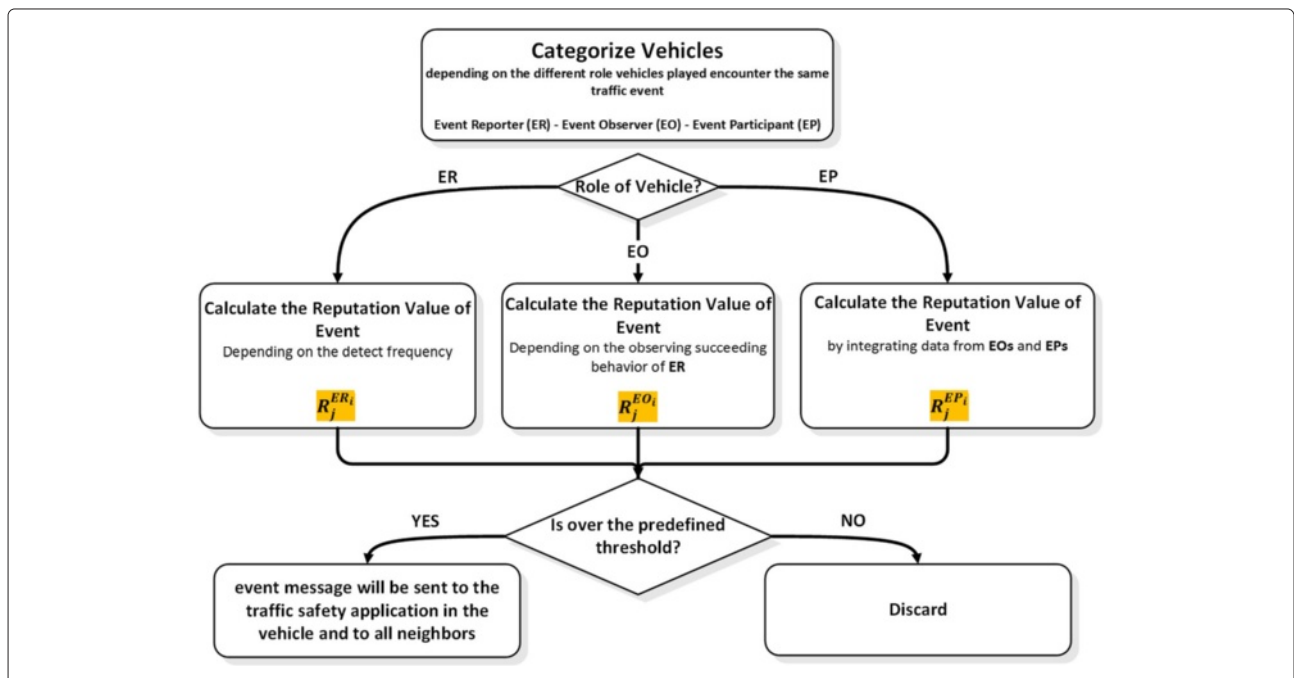 Categorize Vehicles
depending on the different role vehicles played encounter the same
traffic event
Event Reporter (ER) - Event Observer (EO) - Event Participant (EP)
ER
Role of Vehicle?
EP
EO
Calculate the Reputation Value of
Event
Depending on the detect frequency
R_j^{ER_i}
Calculate the Reputation Value of
Event
Depending on the observing succeeding
behavior of ER
R_j^{EO_i}
Calculate the Reputation Value of
Event
by integrating data from EOs and EPs
R_j^{EP_i}
YES
Is over the predefined
threshold?
NO
event message will be sent to the
traffic safety application in the
vehicle and to all neighbors
Discard